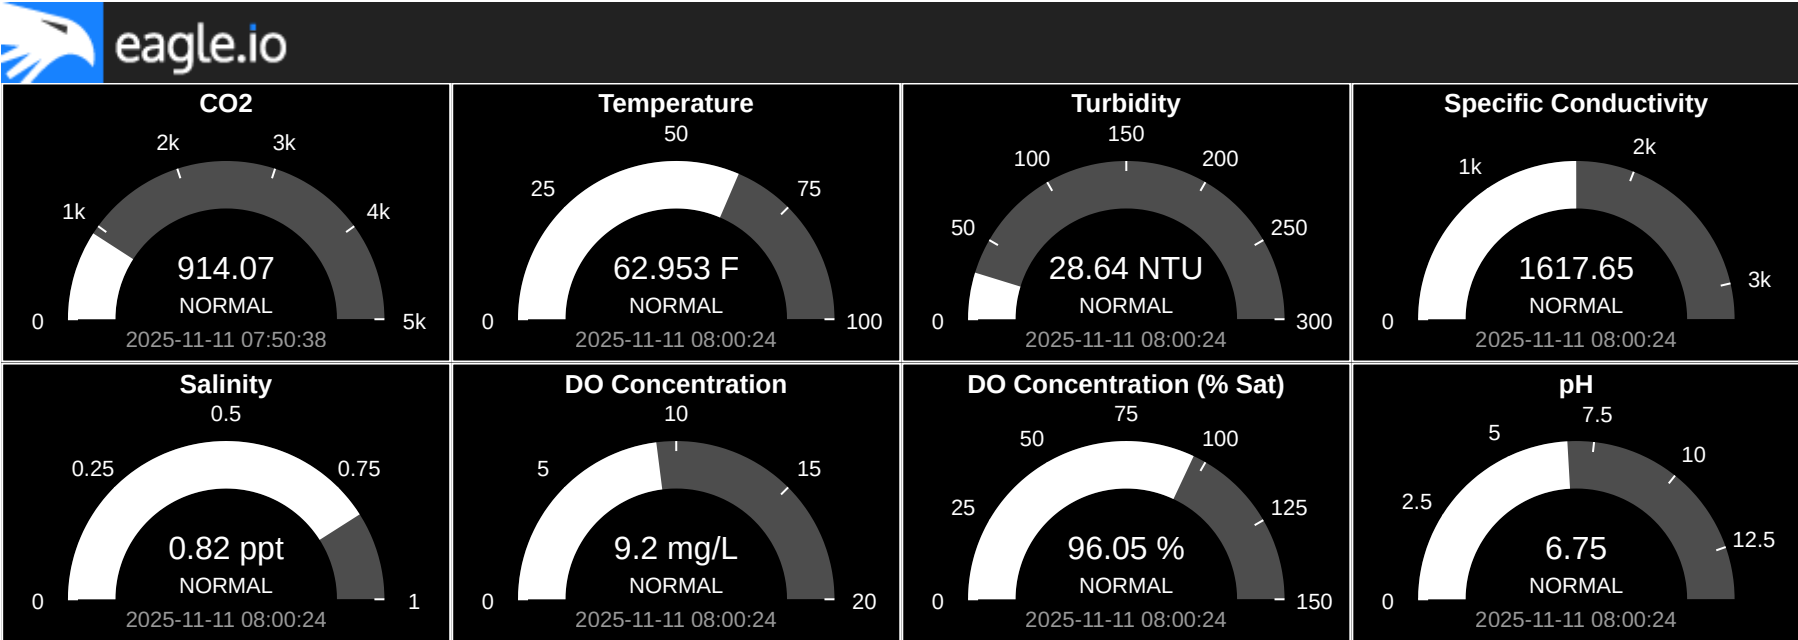 eagle.io
CO2
2k
3k
1k
4k
0
5k
914.07
NORMAL
2025-11-11 07:50:38
Temperature
50
25
75
0
100
62.953 F
NORMAL
2025-11-11 08:00:24
Turbidity
150
100
200
50
250
0
300
28.64 NTU
NORMAL
2025-11-11 08:00:24
Specific Conductivity
2k
1k
3k
0
1617.65
NORMAL
2025-11-11 08:00:24
Salinity
0.5
0.25
0.75
0
1
0.82 ppt
NORMAL
2025-11-11 08:00:24
DO Concentration
10
5
15
0
20
9.2 mg/L
NORMAL
2025-11-11 08:00:24
DO Concentration (% Sat)
75
50
100
25
125
0
150
96.05 %
NORMAL
2025-11-11 08:00:24
pH
7.5
5
10
2.5
12.5
0
6.75
NORMAL
2025-11-11 08:00:24